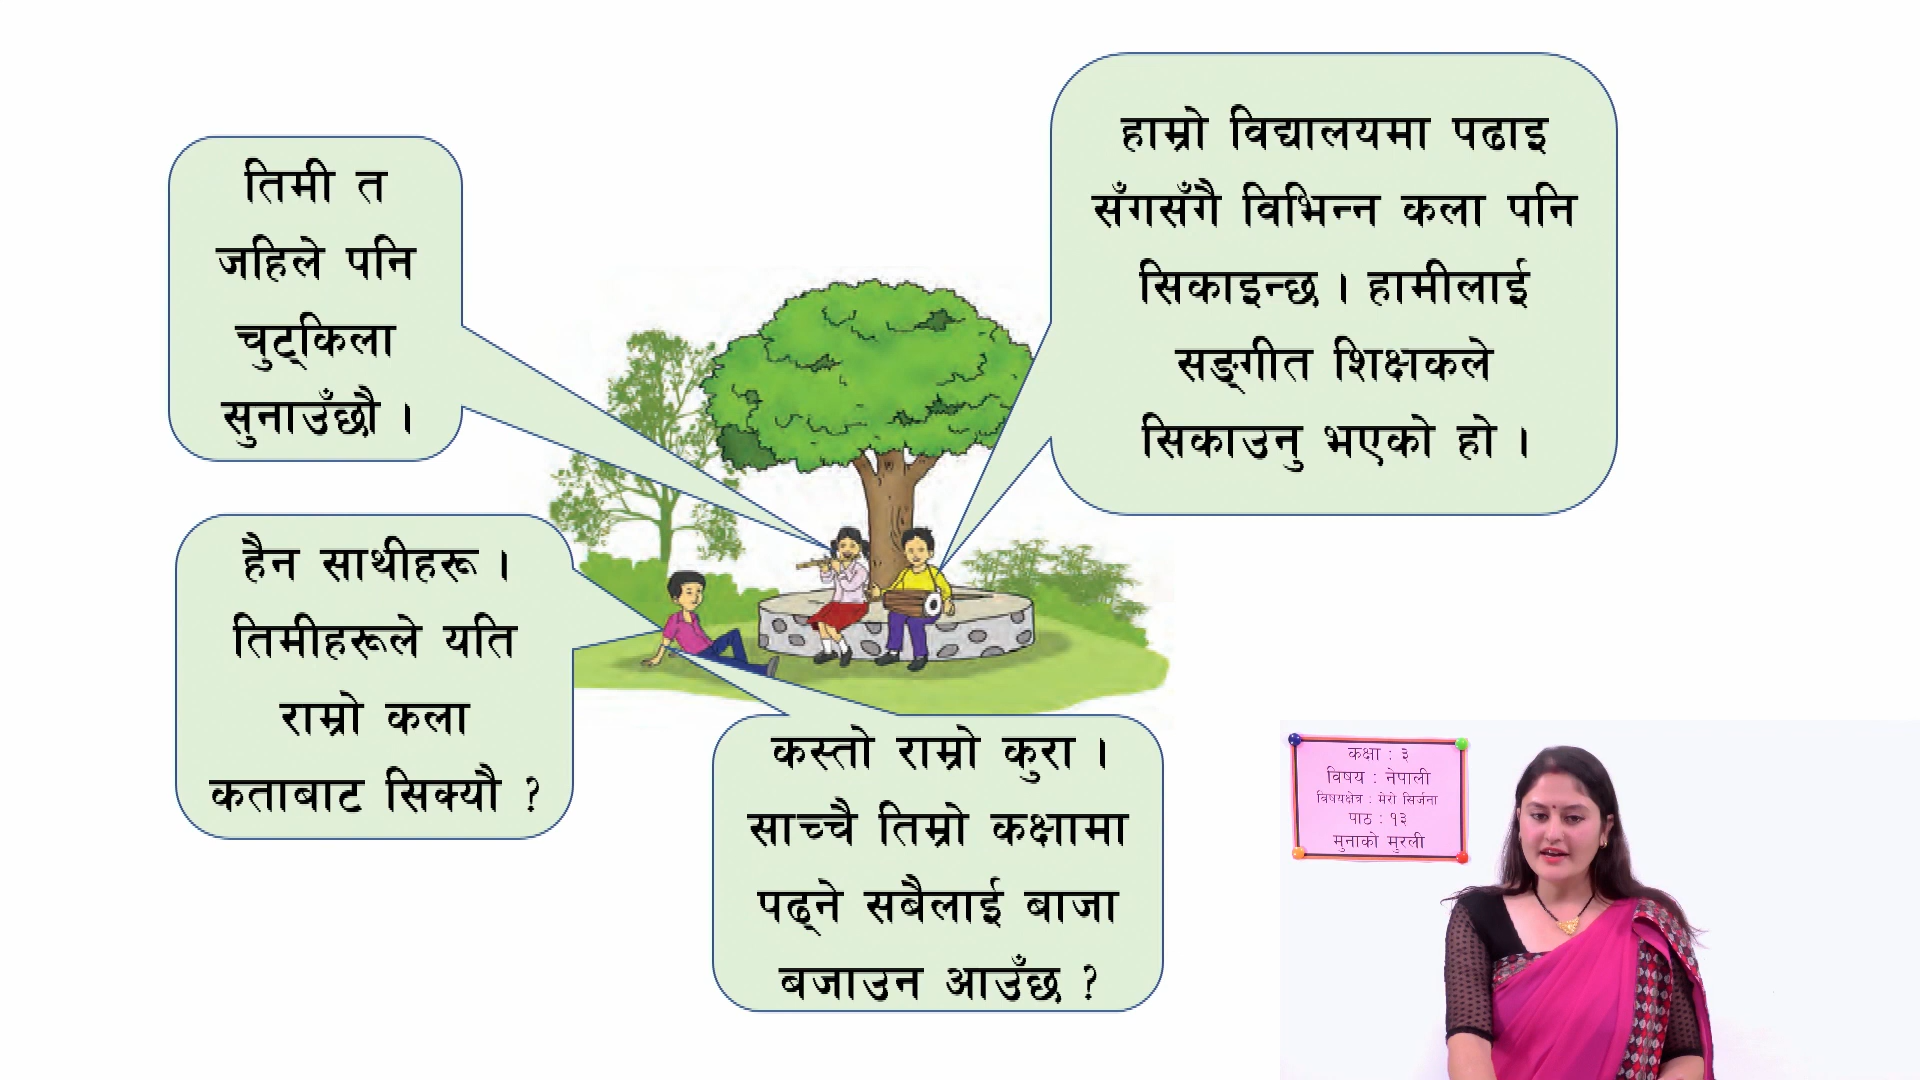 तिमी त
जहिले पनि
चुट्किला
सुनाउँछौ ।
हैन साथीहरू ।
तिमीहरूले यति
राम्रो कला
कताबाट सिक्यौ ?
हाम्रो विद्यालयमा पढाइ
सँगसँगै विभिन्न कला पनि
सिकाइन्छ । हामीलाई
सङ्गीत शिक्षकले
सिकाउनु भएको हो ।
कस्तो राम्रो कुरा ।
साच्चै तिम्रो कक्षामा
पढ्ने सबैलाई बाजा
बजाउन आउँछ ?
कक्षा : ३
विषय : नेपाली
विषयक्षेत्र : मेरो सिर्जना
पाठ : १३
मुनाको मुरली